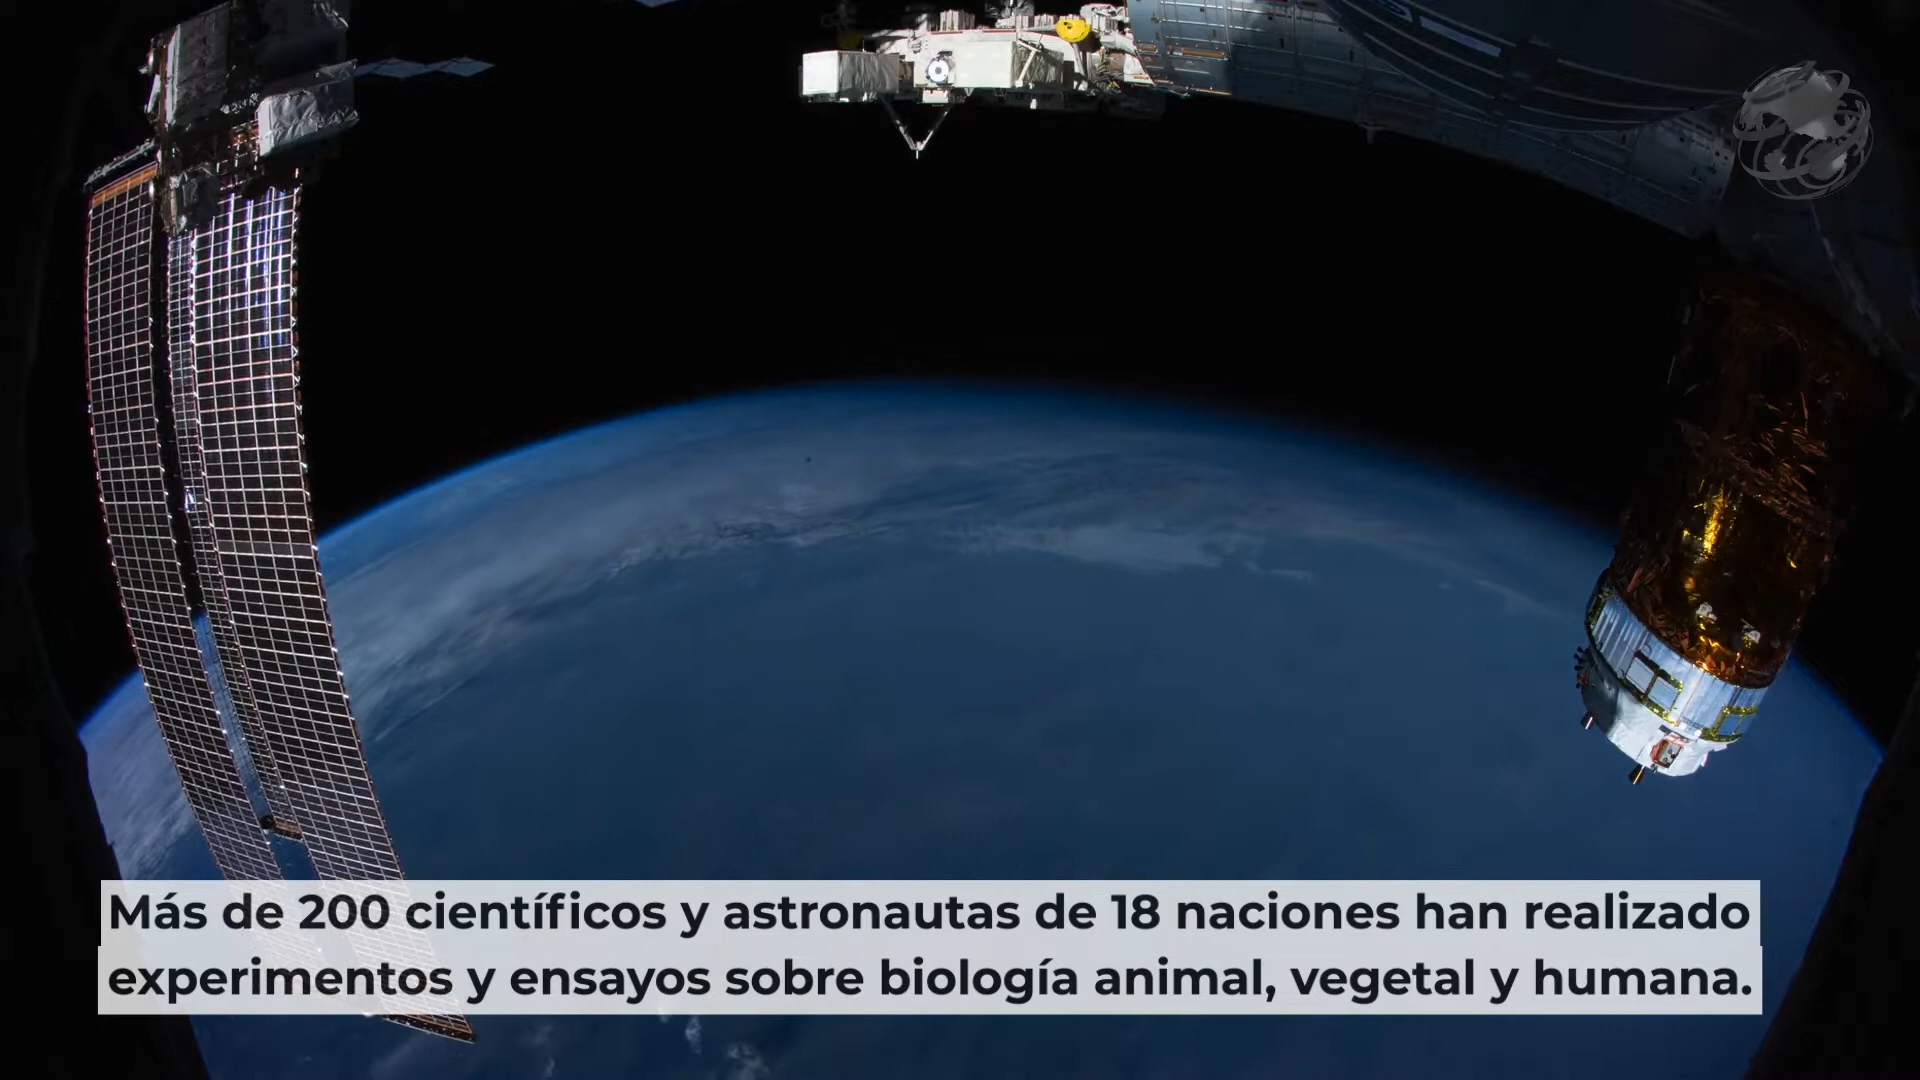 Más de 200 científicos y astronautas de 18 naciones han realizado
experimentos y ensayos sobre biología animal, vegetal y humana.